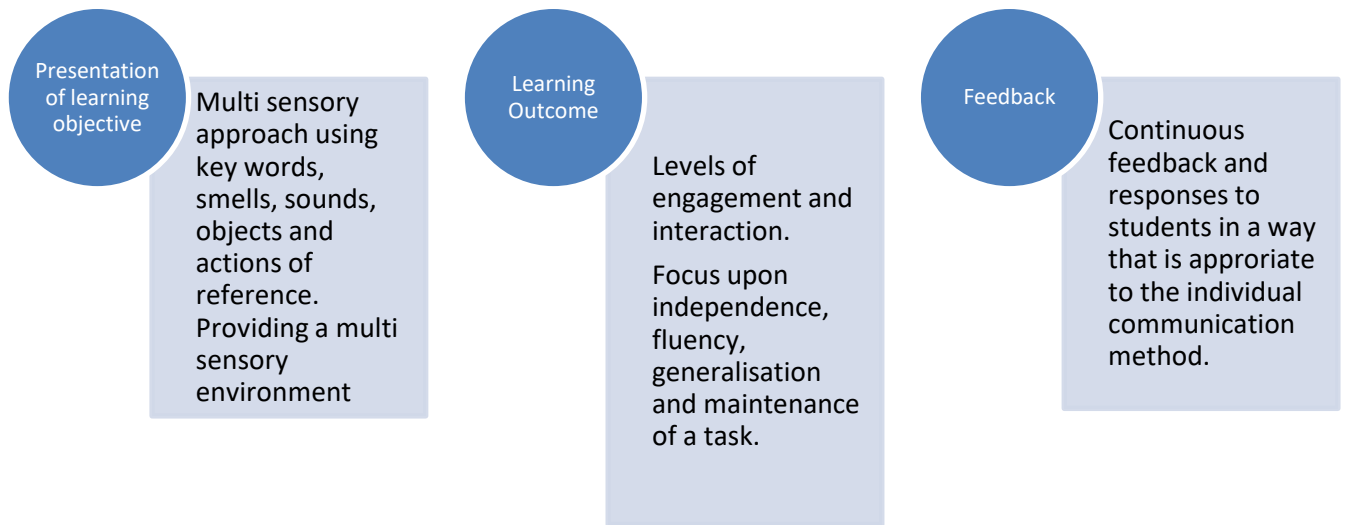 Presentation
of learning
objective
Multi sensory
approach using
key words,
smells, sounds,
objects and
actions of
reference.
Providing a multi
sensory
environment
Learning
Outcome
Levels of
engagement and
interaction.
Focus upon
independence,
fluency,
generalisation
and maintenance
of a task.
Feedback
Continuous
feedback and
responses to
students in a way
that is approriate
to the individual
communication
method.